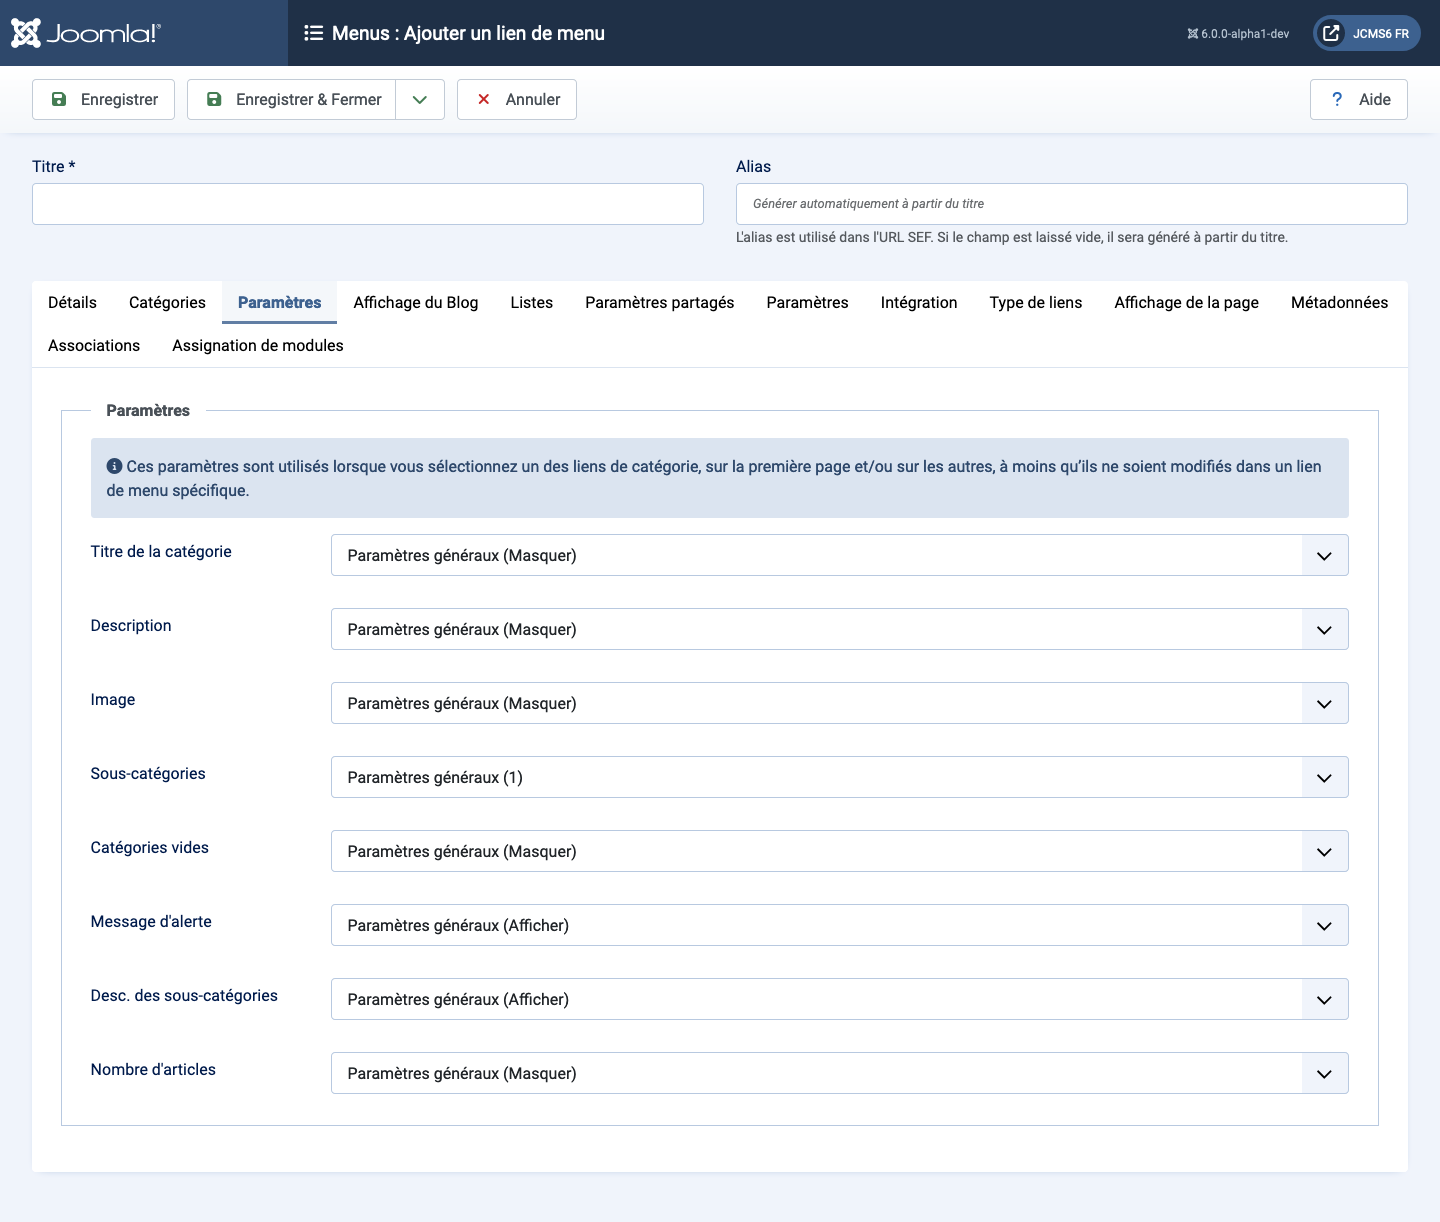 Joomla!®
Menus : Ajouter un lien de menu
6.0.0-alpha1-dev
JCMS6 FR
Enregistrer
Enregistrer & Fermer
Annuler
? Aide
Titre *
Alias
Générer automatiquement à partir du titre
L'alias est utilisé dans l'URL SEF. Si le champ est laissé vide, il sera généré à partir du titre.
Détails Catégories Paramètres Affichage du Blog Listes Paramètres partagés Paramètres Intégration Type de liens Affichage de la page Métadonnées
Associations Assignation de modules
Paramètres
Ces paramètres sont utilisés lorsque vous sélectionnez un des liens de catégorie, sur la première page et/ou sur les autres, à moins qu’ils ne soient modifiés dans un lien
de menu spécifique.
Titre de la catégorie
Paramètres généraux (Masquer)
Description
Paramètres généraux (Masquer)
Image
Paramètres généraux (Masquer)
Sous-catégories
Paramètres généraux (1)
Catégories vides
Paramètres généraux (Masquer)
Message d'alerte
Paramètres généraux (Afficher)
Desc. des sous-catégories
Paramètres généraux (Afficher)
Nombre d'articles
Paramètres généraux (Masquer)